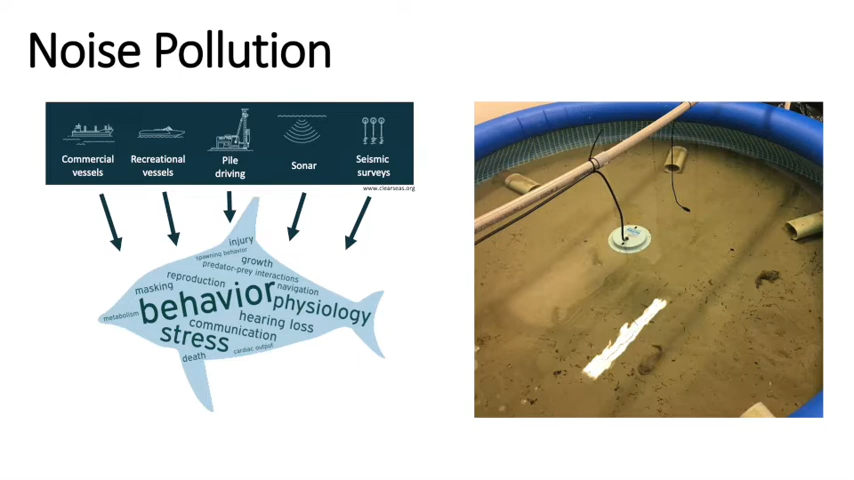 Noise Pollution
Commercial vessels
Recreational vessels
Pile driving
Sonar
Seismic surveys
www.clearseas.org
injury
spawning behavior
growth
predator-prey interactions
reproduction
navigation
masking
behavior
physiology
metabolism
hearing loss
communication
stress
cardiac output
death